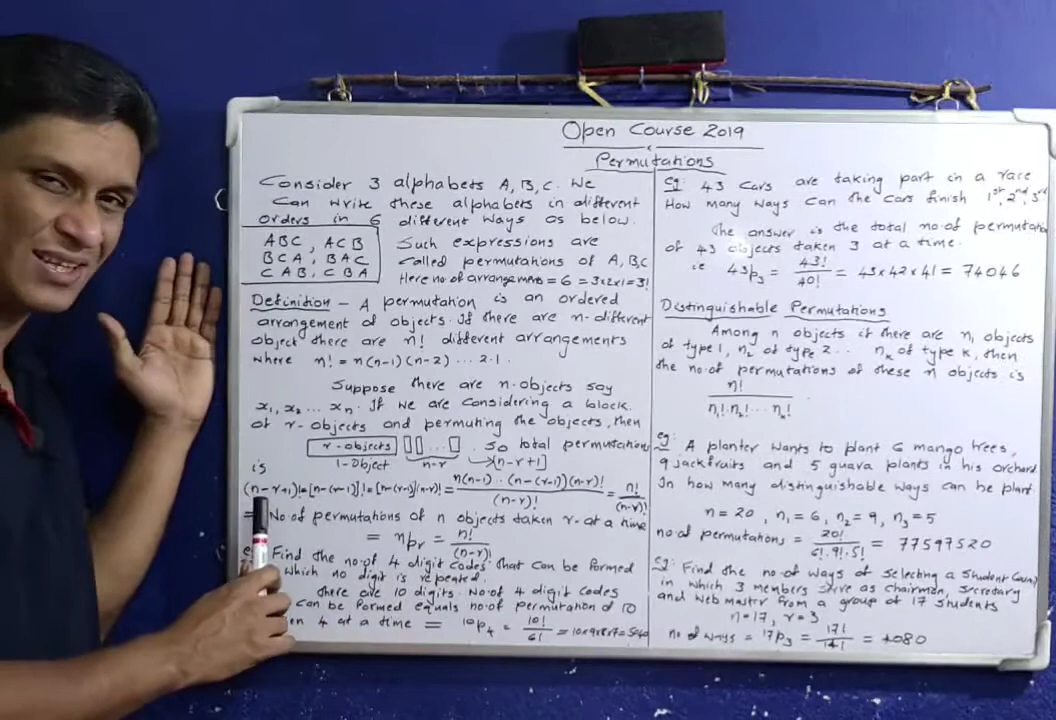 Open Course 2019
Permutations
Consider 3 alphabets A, B, C. We
Can write these alphabets in different
orders in 6 different ways as below.
ABC, ACB
BCA, BAC
CAB, CBA
Such expressions are
called permutations of A, B, C
Here no of arrangements = 6 = 3x2x1 = 3!
Definition - A permutation is an ordered
arrangement of objects. If there are n-different
object there are n! different arrangements
where n! = n(n-1)(n-2) ... 2.1.
Suppose there are n-objects say
x₁, x₂ ... xₙ. If we are considering a block
of r-objects and permuting the objects, then
r-objects ... . So total permutations
1-Object n-r → (n-r+1]
is
(n-r+1)! = [n-(r-1)]! = [n-(r-1)](n-r)! = n(n-1) . (n-(r-1))(n-r)! / (n-r)! = n! / (n-r)!
= No. of permutations of n objects taken r-at a time
= nPr = n! / (n-r)!
Find the no. of 4 digit codes that can be formed
which no digit is repeated.
there are 10 digits. No. of 4 digit codes
can be formed equals no. of permutation of 10
4 at a time = 10P4 = 10! / 6! = 10x9x8x7 = 5040
eg: 43 Cars are taking part in a race
How many ways can the cars finish 1st, 2nd, 3rd
The answer is the total no. of permutation
of 43 objects taken 3 at a time.
ie 43P3 = 43! / 40! = 43 x 42 x 41 = 74046
Distinguishable Permutations
Among n objects if there are n₁ objects
of type 1, n₂ of type 2 .. nₖ of type k, then
the no. of permutations of these n objects is
n! / n₁! n₂! ... nₖ!
eg: A planter wants to plant 6 mango trees,
9 jackfruits and 5 guava plants in his orchard
In how many distinguishable ways can be plant.
n = 20, n₁ = 6, n₂ = 9, n₃ = 5
no of permutations = 20! / 6! . 9! . 5! = 77597520
eg: Find the no. of ways of selecting a Student
in which 3 members serve as chairman, secretary
and Web mastr from a group of 17 students
n = 17, r = 3
no of ways = 17P3 = 17! / 14! = 4080